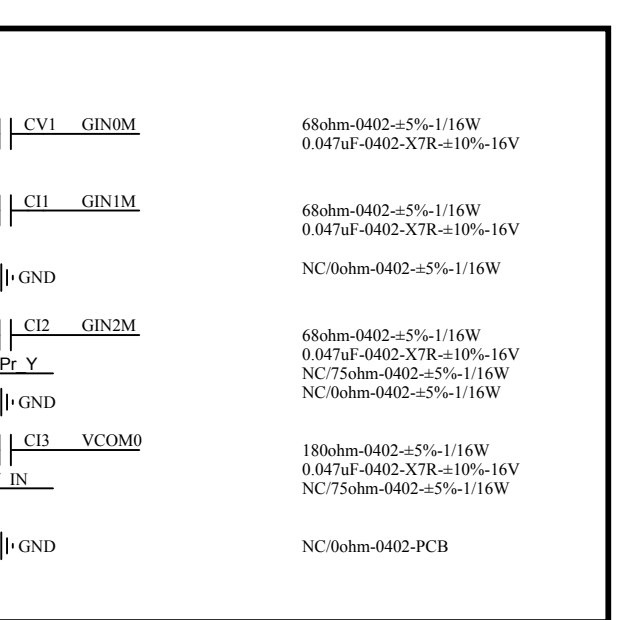 CV1 GIN0M
68ohm-0402-±5%-1/16W
0.047uF-0402-X7R-±10%-16V
CI1 GIN1M
68ohm-0402-±5%-1/16W
0.047uF-0402-X7R-±10%-16V
GND
NC/0ohm-0402-±5%-1/16W
CI2 GIN2M
68ohm-0402-±5%-1/16W
0.047uF-0402-X7R-±10%-16V
Pr_Y
NC/75ohm-0402-±5%-1/16W
GND
NC/0ohm-0402-±5%-1/16W
CI3 VCOM0
180ohm-0402-±5%-1/16W
0.047uF-0402-X7R-±10%-16V
IN
NC/75ohm-0402-±5%-1/16W
GND
NC/0ohm-0402-PCB